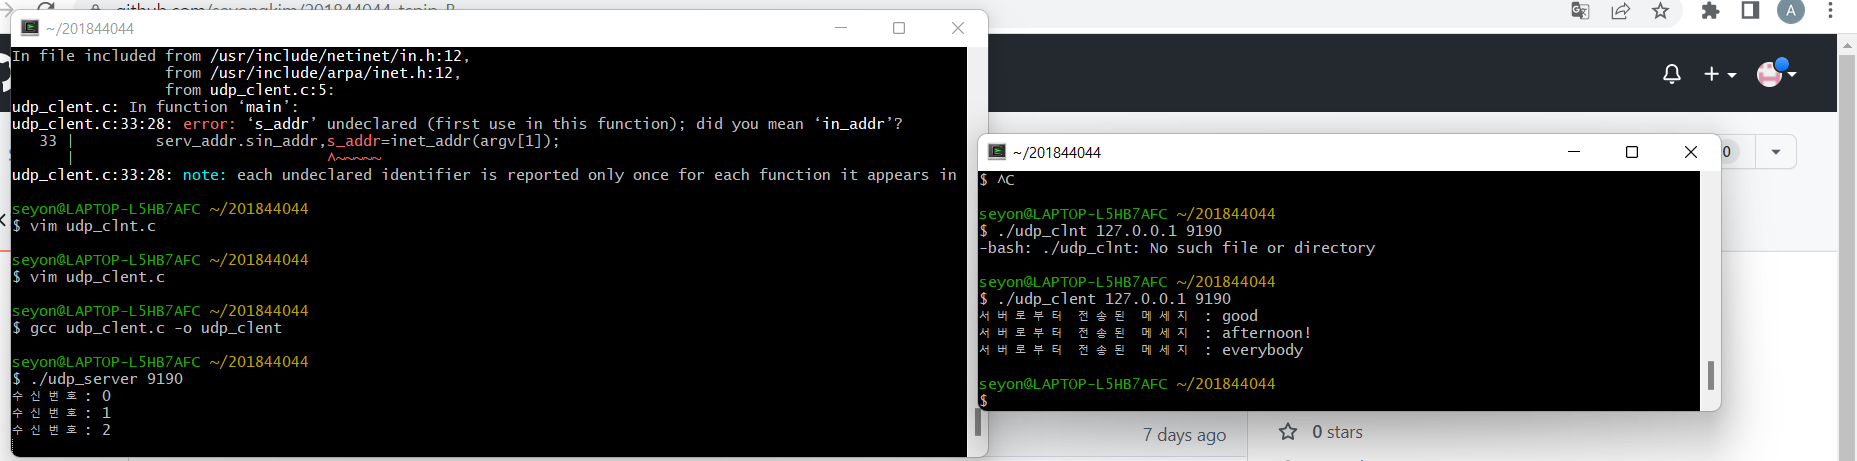 ~/201844044
In file included from /usr/include/netinet/in.h:12,
from /usr/include/arpa/inet.h:12,
from udp_clent.c:5:
udp_clent.c: In function ‘main’:
udp_clent.c:33:28: error: ‘s_addr’ undeclared (first use in this function); did you mean ‘in_addr’?
33 | serv_addr.sin_addr,s_addr=inet_addr(argv[1]);
| ^~~~~~
udp_clent.c:33:28: note: each undeclared identifier is reported only once for each function it appears in
seyon@LAPTOP-L5HB7AFC ~/201844044
$ vim udp_clnt.c
seyon@LAPTOP-L5HB7AFC ~/201844044
$ vim udp_clent.c
seyon@LAPTOP-L5HB7AFC ~/201844044
$ gcc udp_clent.c -o udp_clent
seyon@LAPTOP-L5HB7AFC ~/201844044
$ ./udp_server 9190
수신번호: 0
수신번호: 1
수신번호: 2
A
~/201844044
0
$ ^C
seyon@LAPTOP-L5HB7AFC ~/201844044
$ ./udp_clnt 127.0.0.1 9190
-bash: ./udp_clnt: No such file or directory
seyon@LAPTOP-L5HB7AFC ~/201844044
$ ./udp_clent 127.0.0.1 9190
서버로부터 전송된 메세지 : good
서버로부터 전송된 메세지 : afternoon!
서버로부터 전송된 메세지 : everybody
seyon@LAPTOP-L5HB7AFC ~/201844044
$
7 days ago
0 stars